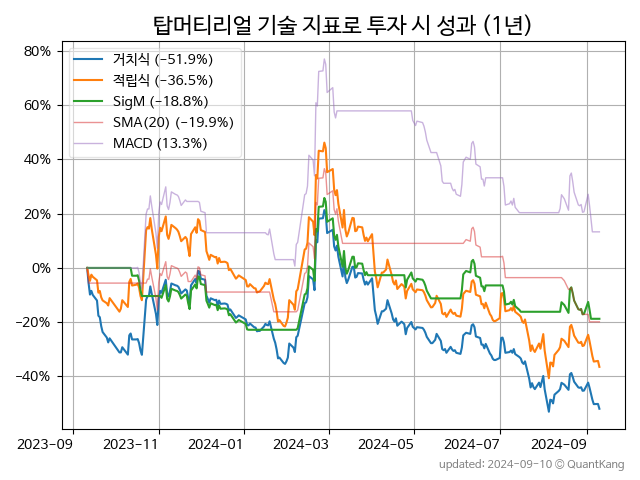 탑머티리얼 기술 지표로 투자 시 성과 (1년)
80%
60%
40%
20%
0%
−20%
−40%
거치식 (−51.9%)
적립식 (−36.5%)
SigM (−18.8%)
SMA(20) (−19.9%)
MACD (13.3%)
2023-09
2023-11
2024-01
2024-03
2024-05
2024-07
2024-09
updated: 2024-09-10 © QuantKang